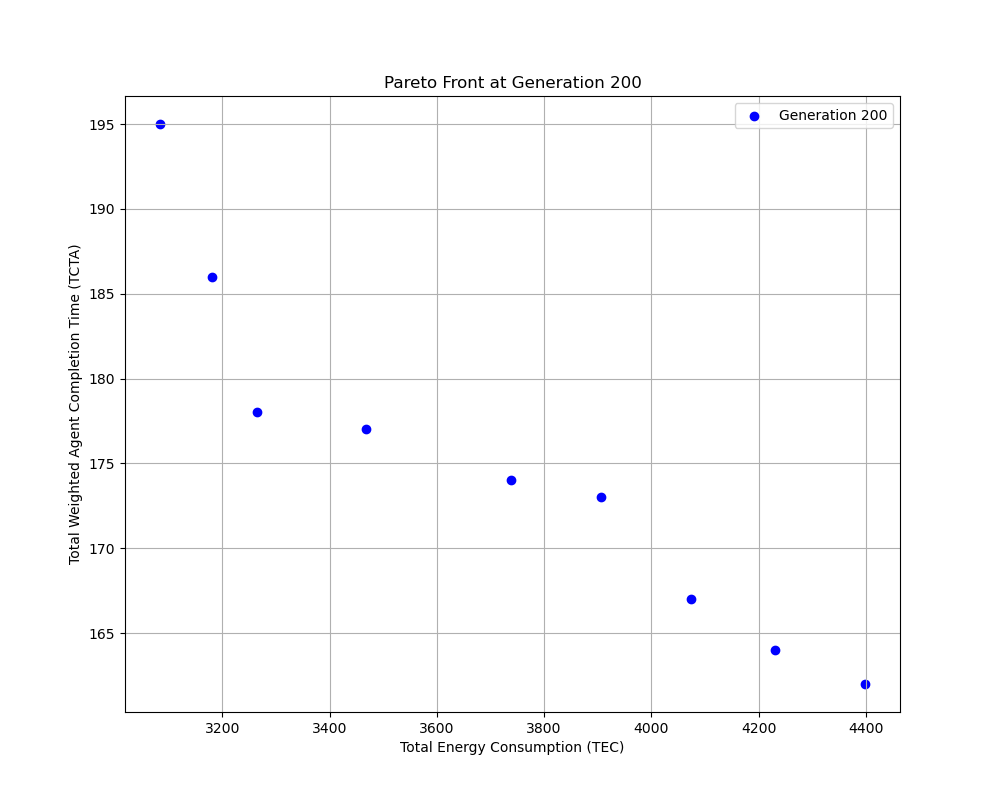 Pareto Front at Generation 200
Generation 200
Total Weighted Agent Completion Time (TCTA)
195
190
185
180
175
170
165
3200 3400 3600 3800 4000 4200 4400
Total Energy Consumption (TEC)